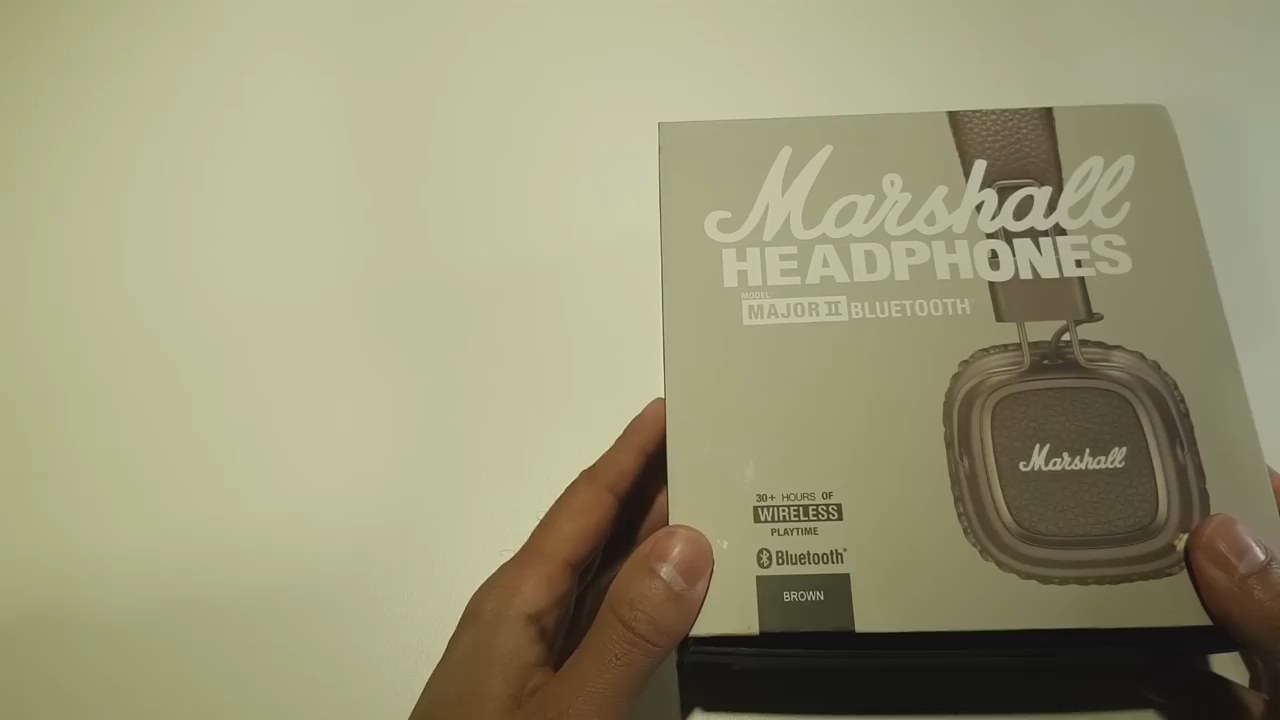 Marshall
HEADPHONES
MODEL
MAJOR II BLUETOOTH®
Marshall
30+ HOURS OF
WIRELESS
PLAYTIME
Bluetooth®
BROWN